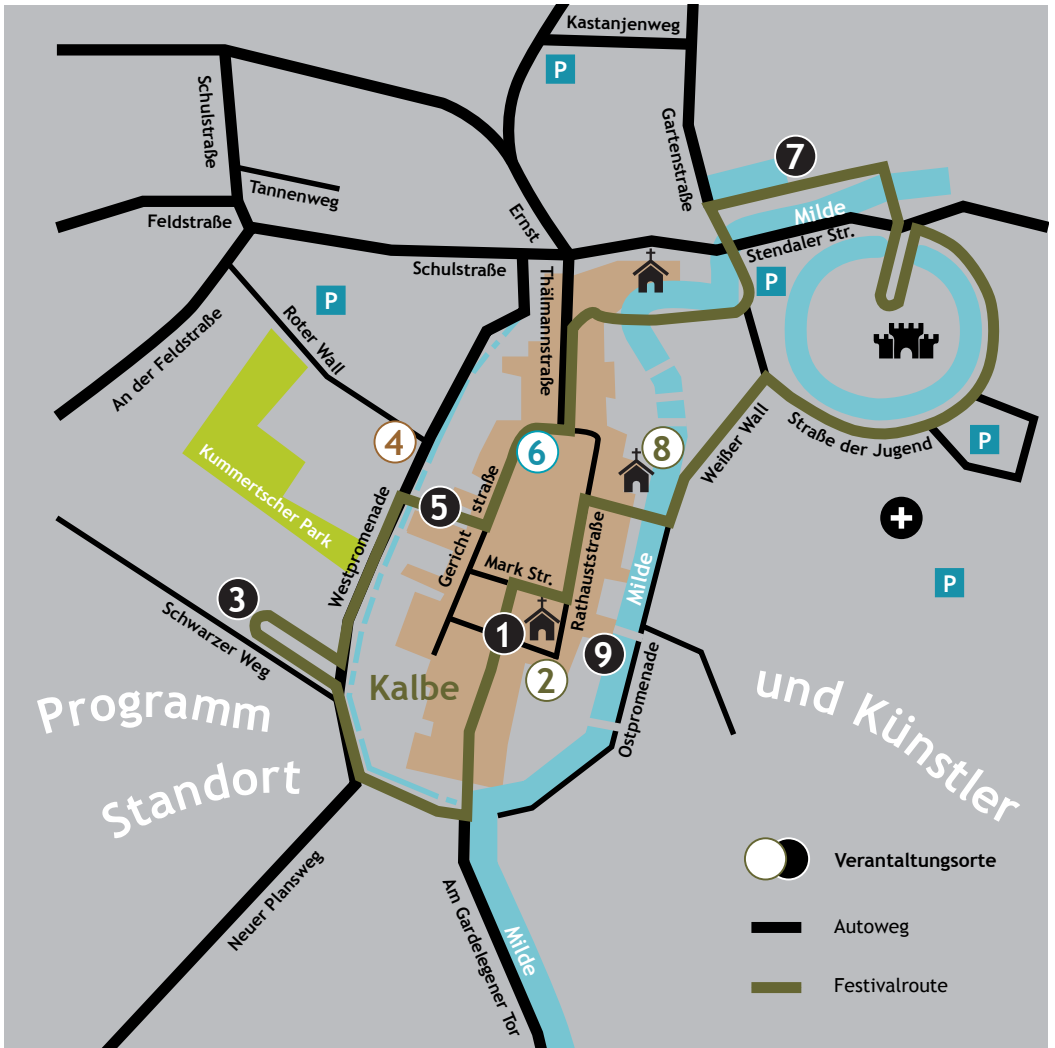 Kastanjenweg
P
Schulstraße
Gartenstraße
7
Tannenweg
Milde
Feldstraße
Ernst
Stendaler Str.
Schulstraße
Thälmannstraße
P
P
Roter Wall
An der Feldstraße
4
6
8
Weißer Wall
Straße der Jugend
P
Kummertscher Park
Gericht straße
5
Westpromenade
Mark Str.
Rathauststraße
Milde
P
3
Schwarzer Weg
1
9
2
Kalbe
Ostpromenade
Programm
Standort
und Künstler
Neuer Plansweg
Am Gardelegener Tor
Milde
Verantaltungsorte
Autoweg
Festivalroute